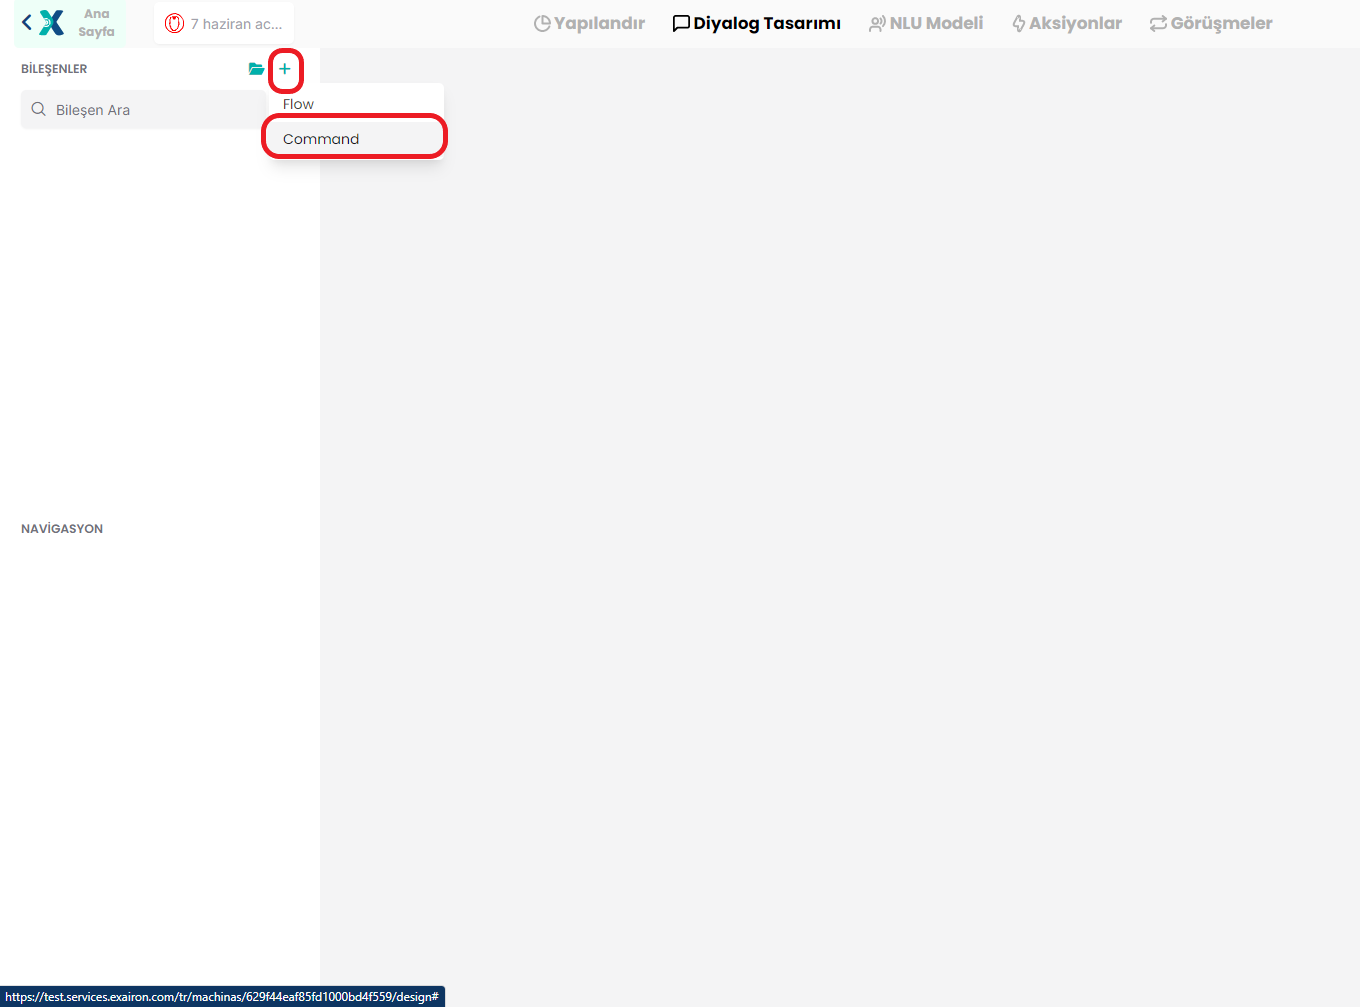 Ana
Sayfa
7 haziran ac...
Yapılandır
Diyalog Tasarımı
NLU Modeli
Aksiyonlar
Görüşmeler
BİLEŞENLER
Bileşen Ara
Flow
Command
NAVİGASYON
https://test.services.exairon.com/tr/machinas/629f44eaf85fd1000bd4f559/design#